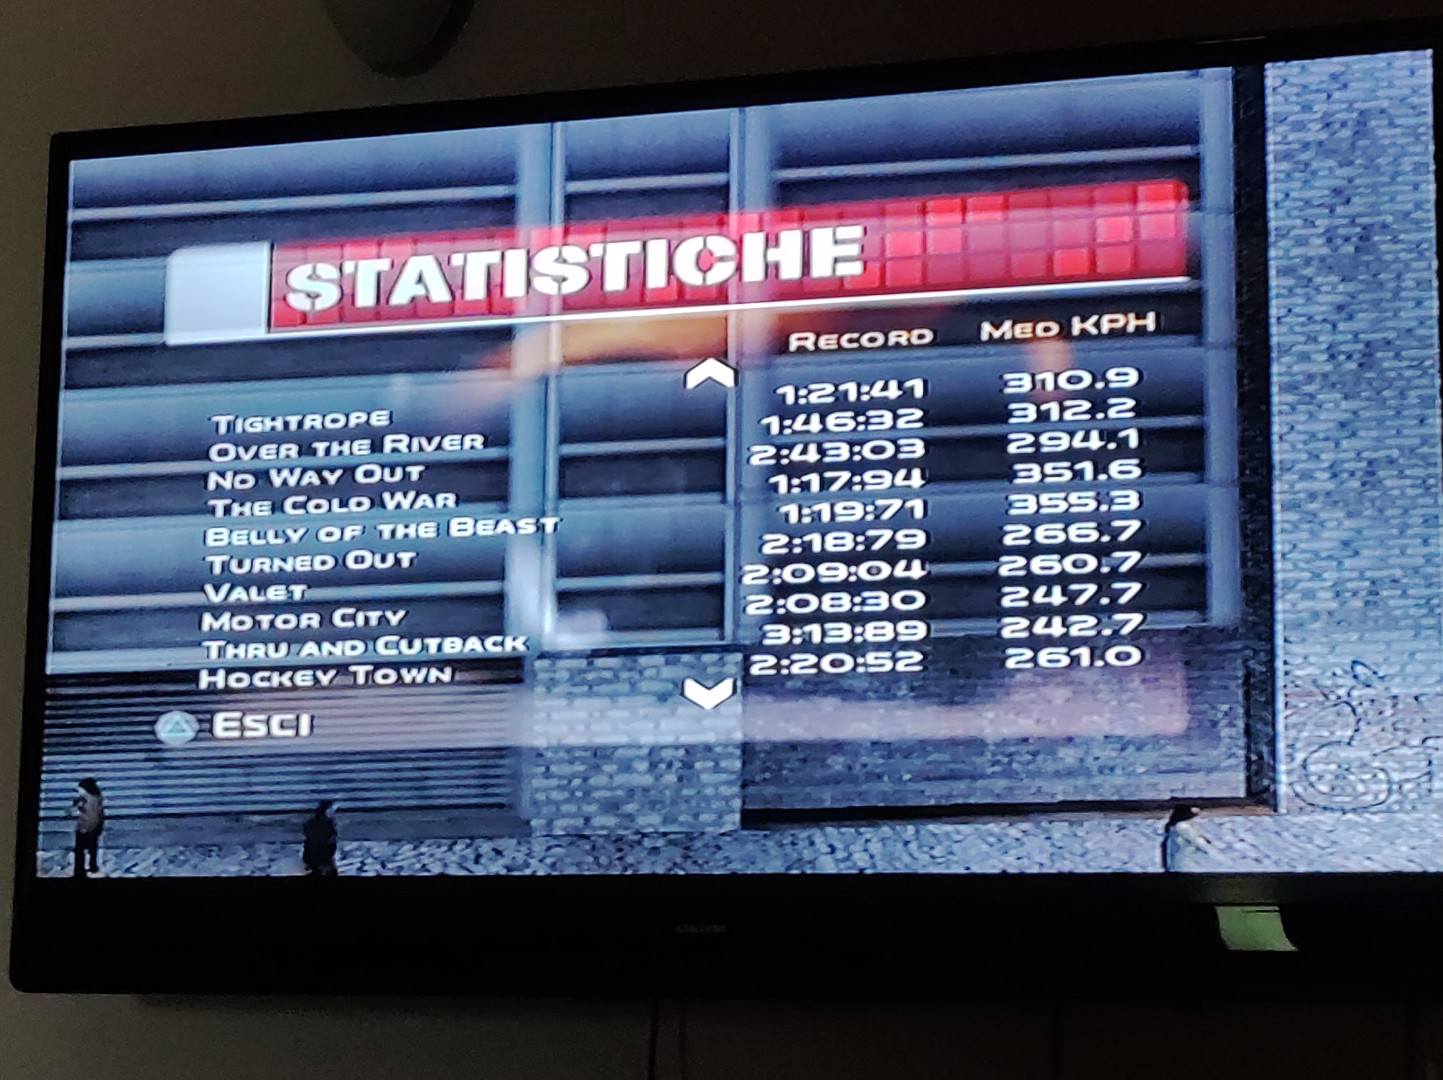 STATISTICHE
RECORD MED KPH
TIGHTROPE 1:21:41 310.9
OVER THE RIVER 1:46:32 312.2
NO WAY OUT 2:43:03 294.1
THE COLD WAR 1:17:94 351.6
BELLY OF THE BEAST 1:19:71 355.3
TURNED OUT 2:18:79 266.7
VALET 2:09:04 260.7
MOTOR CITY 2:08:30 247.7
THRU AND CUTBACK 3:13:89 242.7
HOCKEY TOWN 2:20:52 261.0
ESCI
SAMSUNG